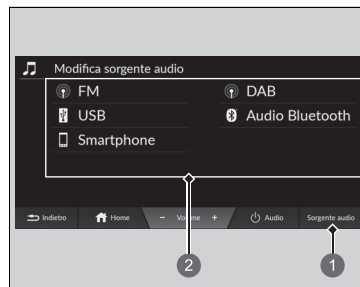 Modifica sorgente audio
FM DAB
USB Audio Bluetooth
Smartphone
Indietro Home - Volume + Audio Sorgente audio
2 1